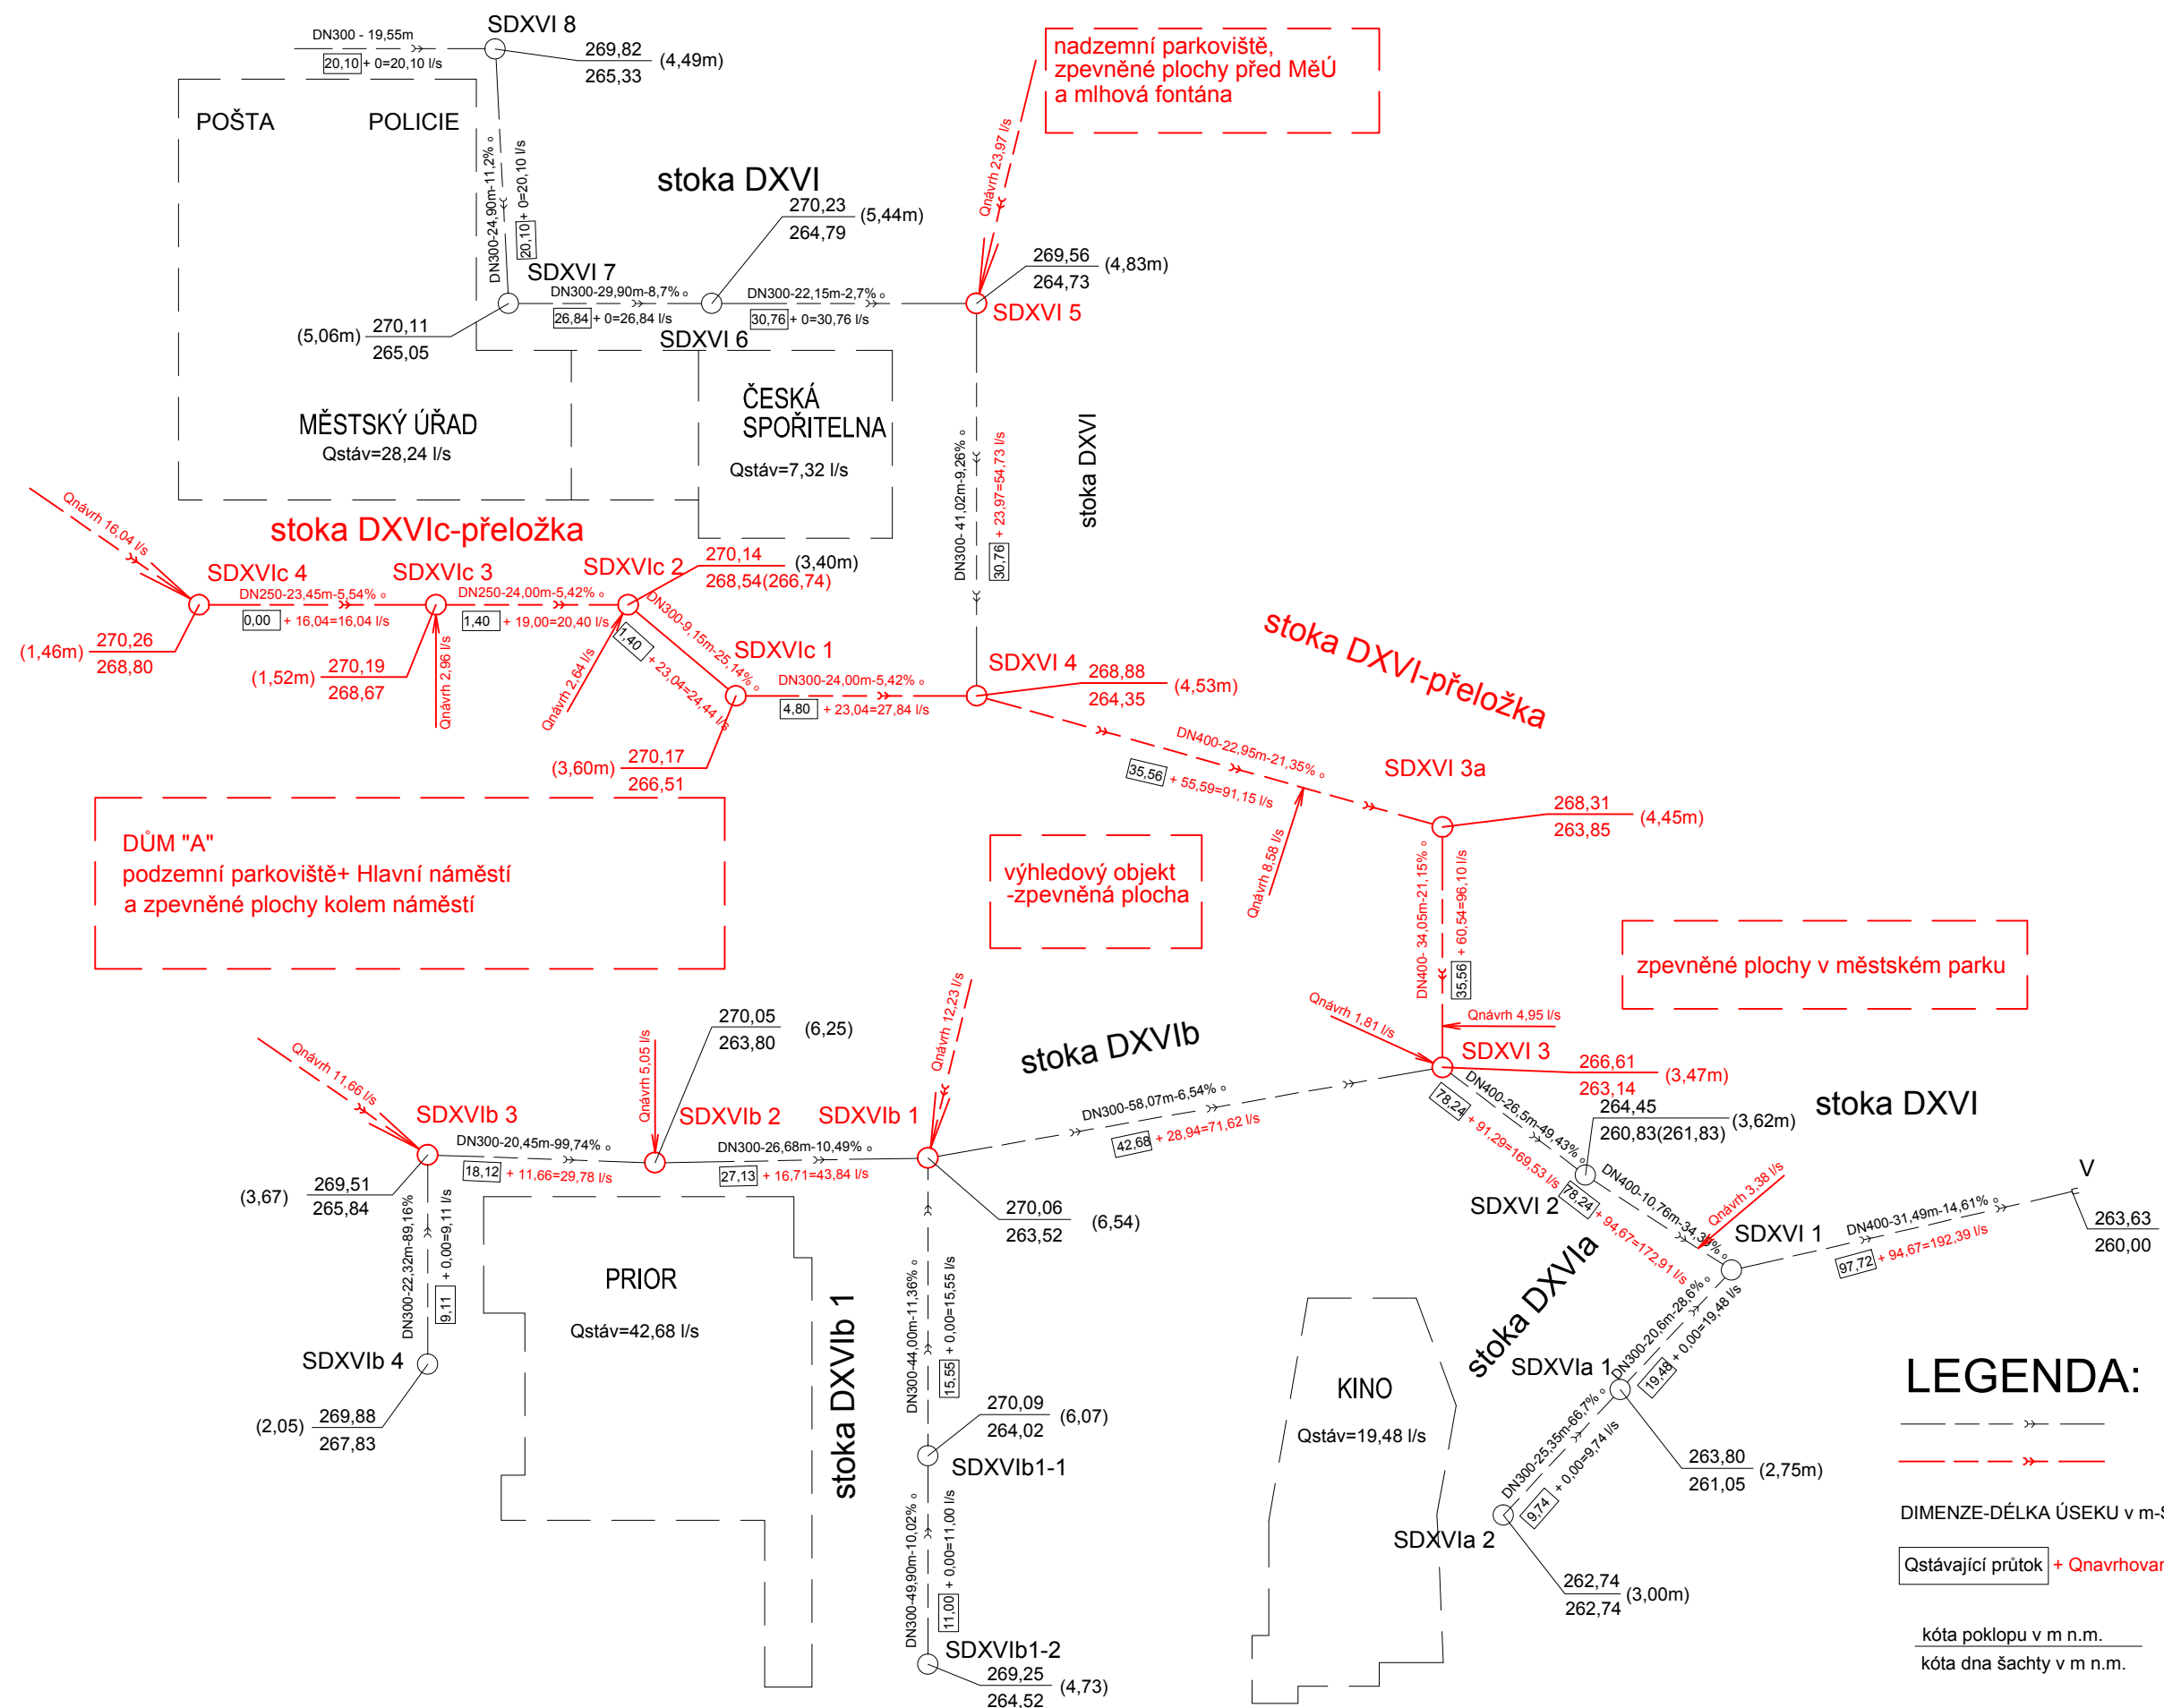 DN300 - 19,55m
20,10 + 0=20,10 l/s
SDXVI 8
269,82
265,33
(4,49m)
nadzemní parkoviště,
zpevněné plochy před MěÚ
a mlhová fontána
POŠTA
POLICIE
DN300-24,90m-11,2% o
20,10 + 0=20,10 l/s
stoka DXVI
270,23
264,79
(5,44m)
Qnávrh 23,97 l/s
269,56
264,73
(4,83m)
SDXVI 7
DN300-29,90m-8,7% o
26,84 + 0=26,84 l/s
DN300-22,15m-2,7% o
30,76 + 0=30,76 l/s
SDXVI 6
SDXVI 5
(5,06m)
270,11
265,05
MĚSTSKÝ ÚŘAD
Qstáv=28,24 l/s
ČESKÁ
SPOŘITELNA
Qstáv=7,32 l/s
DN300- 41,02m-9,26% o
30,76 + 23,97=54,73 l/s
stoka DXVI
Qnávrh 16,04 l/s
stoka DXVIc-přeložka
SDXVIc 4
SDXVIc 3
SDXVIc 2
270,14
268,54(266,74)
(3,40m)
DN250-23,45m-5,54% o
0,00 + 16,04=16,04 l/s
DN250-24,00m-5,42% o
1,40 + 19,00=20,40 l/s
DN300-9,15m-25,14% o
1,40 + 23,04=24,44 l/s
(1,46m)
270,26
268,80
(1,52m)
270,19
268,67
Qnávrh 2,96 l/s
Qnávrh 2,64 l/s
SDXVIc 1
DN300-24,00m-5,42% o
4,80 + 23,04=27,84 l/s
(3,60m)
270,17
266,51
SDXVI 4
268,88
264,35
(4,53m)
stoka DXVI-přeložka
DN400-22,95m-21,35% o
35,56 + 55,59=91,15 l/s
Qnávrh 8,58 l/s
SDXVI 3a
268,31
263,85
(4,45m)
DŮM "A"
podzemní parkoviště+ Hlavní náměstí
a zpevněné plochy kolem náměstí
výhledový objekt
-zpevněná plocha
DN400- 34,05m-21,15% o
35,56 + 60,54=96,10 l/s
zpevněné plochy v městském parku
Qnávrh 1,81 l/s
Qnávrh 4,95 l/s
SDXVI 3
266,61
263,14
(3,47m)
Qnávrh 11,66 l/s
Qnávrh 5,05 l/s
270,05
263,80
(6,25)
Qnávrh 12,23 l/s
stoka DXVIb
SDXVIb 3
SDXVIb 2
SDXVIb 1
DN300-20,45m-99,74% o
18,12 + 11,66=29,78 l/s
DN300-26,68m-10,49% o
27,13 + 16,71=43,84 l/s
DN300-58,07m-6,54% o
42,68 + 28,94=71,62 l/s
DN400-26,5m-49,43% o
78,24 + 91,29=169,53 l/s
264,45
260,83(261,83)
(3,62m)
stoka DXVI
SDXVI 2
DN400-10,76m-34,39% o
78,24 + 94,67=172,91 l/s
Qnávrh 3,38 l/s
SDXVI 1
DN400-31,49m-14,61% o
97,72 + 94,67=192,39 l/s
V
263,63
260,00
(3,67)
269,51
265,84
DN300-22,32m-89,16%
9,11 + 0,00=9,11 l/s
SDXVIb 4
(2,05)
269,88
267,83
PRIOR
Qstáv=42,68 l/s
stoka DXVIb 1
270,06
263,52
(6,54)
DN300-44,00m-11,36% o
15,55 + 0,00=15,55 l/s
270,09
264,02
(6,07)
SDXVIb1-1
DN300-49,90m-10,02% o
11,00 + 0,00=11,00 l/s
SDXVIb1-2
269,25
264,52
(4,73)
KINO
Qstáv=19,48 l/s
stoka DXVIa
SDXVIa 1
DN300-20,6m-28,6% o
19,48 + 0,00=19,48 l/s
DN300-25,35m-66,7% o
9,74 + 0,00=9,74 l/s
263,80
261,05
(2,75m)
SDXVIa 2
262,74
262,74
(3,00m)
LEGENDA:
DIMENZE-DÉLKA ÚSEKU v m-
Qstávající průtok + Qnavrhovan
kóta poklopu v m n.m.
kóta dna šachty v m n.m.